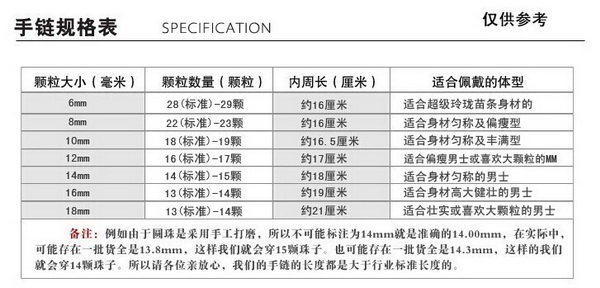 手链规格表 SPECIFICATION 仅供参考
颗粒大小（毫米） 颗粒数量（颗粒） 内周长（厘米） 适合佩戴的体型
6mm 28(标准)-29颗 约16厘米 适合超级玲珑苗条身材的
8mm 22(标准)-23颗 约16厘米 适合身材匀称及偏瘦型
10mm 18(标准)-19颗 约16.5厘米 适合身材匀称及丰满型
12mm 16(标准)-17颗 约17厘米 适合偏瘦男士或喜欢大颗粒的MM
14mm 14(标准)-15颗 约18厘米 适合身材匀称的男士
16mm 13(标准)-14颗 约19厘米 适合身材高大健壮的男士
18mm 13(标准)-14颗 约21厘米 适合壮实或喜欢大颗粒的男士
备注：例如由于圆珠是采用手工打磨，所以不可能标注为14mm就是准确的14.00mm，在实际中，
可能存在一批货全是13.8mm，这样我们就会穿15颗珠子。也可能存在一批货全是14.3mm，这样的我们
就会穿14颗珠子。所以请各位亲放心，我们的手链的长度都是大于行业标准长度的。